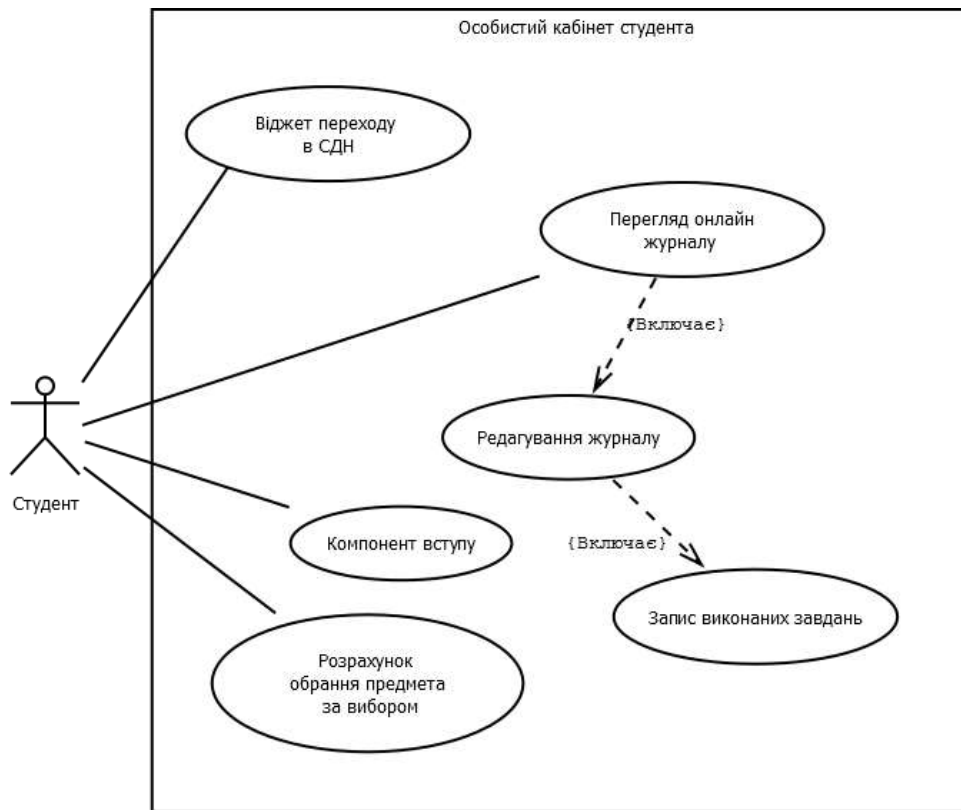 Особистий кабінет студента
Віджет переходу
в СДН
Перегляд онлайн
журналу
{Включає}
Редагування журналу
Студент
Компонент вступу
{Включає}
Запис виконаних завдань
Розрахунок
обрання предмета
за вибором